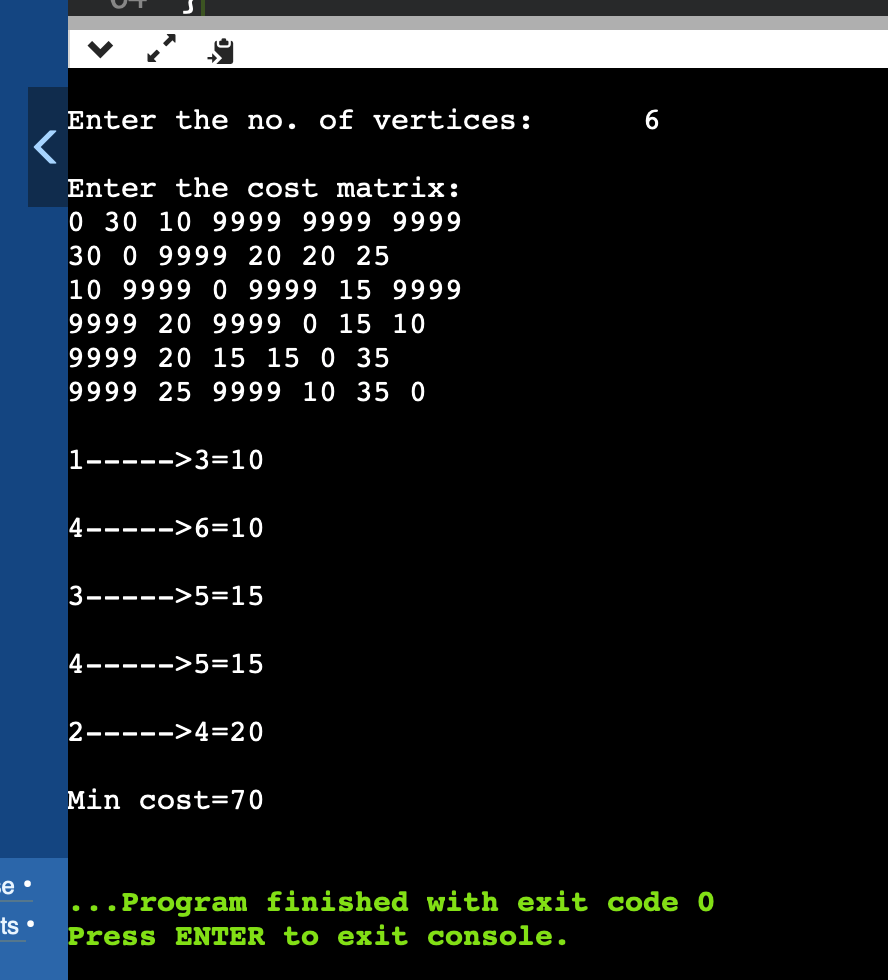 }
Enter the no. of vertices: 6
Enter the cost matrix:
0 30 10 9999 9999 9999
30 0 9999 20 20 25
10 9999 0 9999 15 9999
9999 20 9999 0 15 10
9999 20 15 15 0 35
9999 25 9999 10 35 0
1----->3=10
4----->6=10
3----->5=15
4----->5=15
2----->4=20
Min cost=70
...Program finished with exit code 0
Press ENTER to exit console.